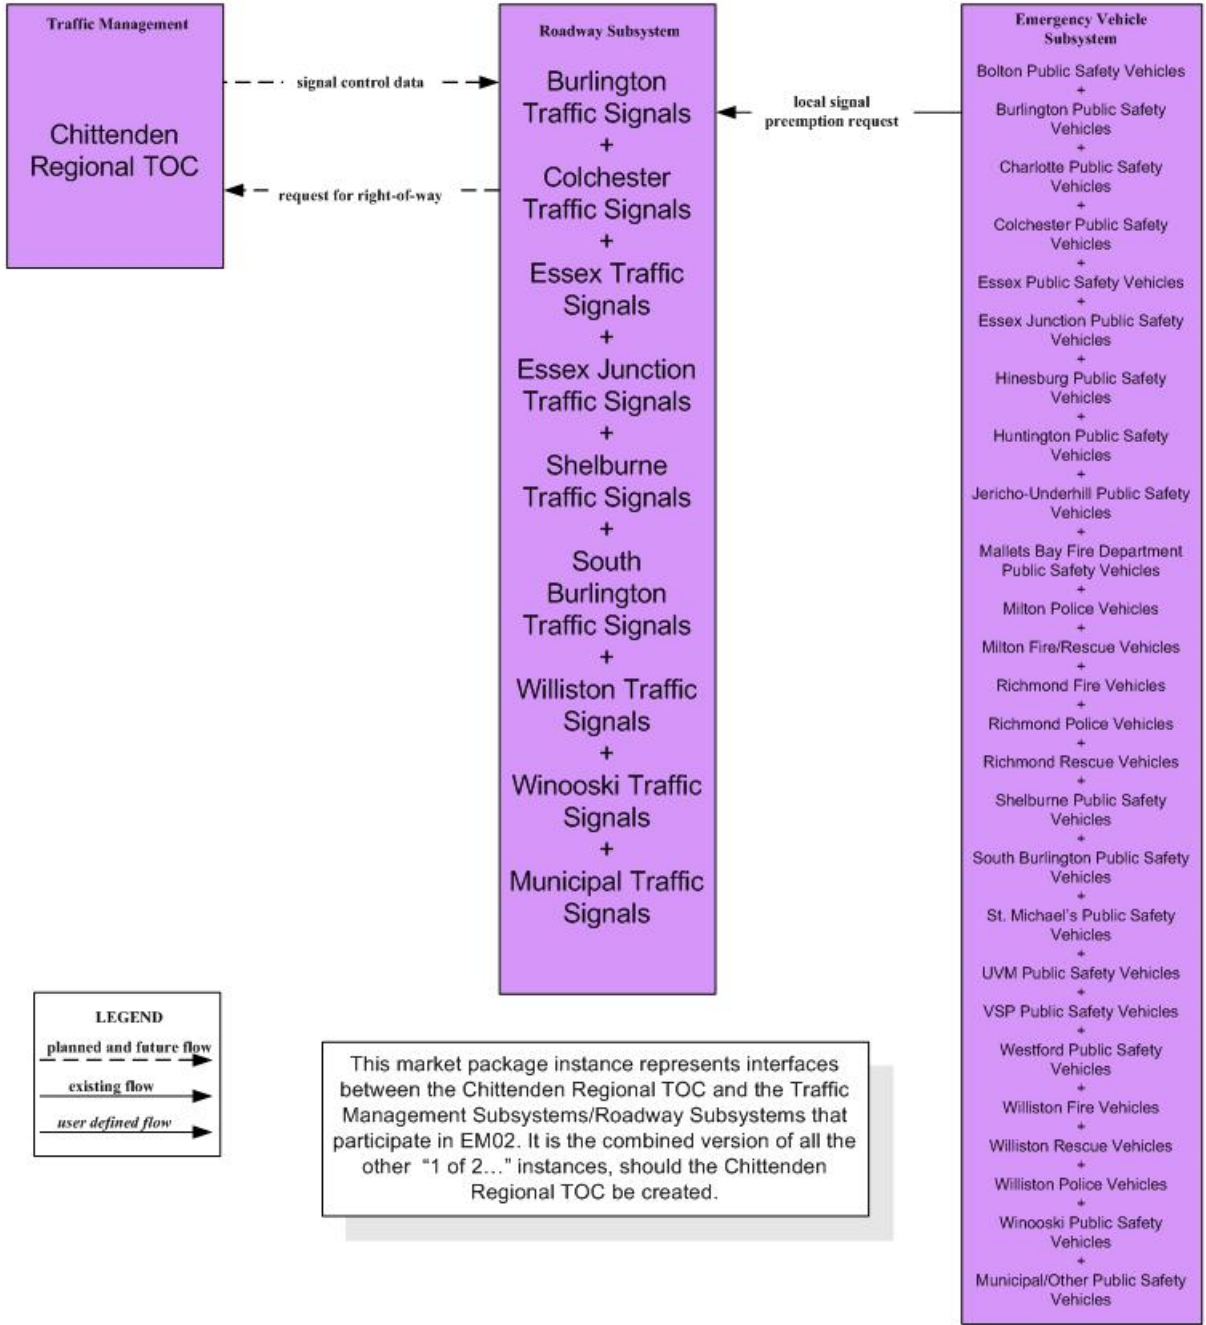 Traffic Management
Chittenden
Regional TOC
signal control data
request for right-of-way
Roadway Subsystem
Burlington
Traffic Signals
+
Colchester
Traffic Signals
+
Essex Traffic
Signals
+
Essex Junction
Traffic Signals
+
Shelburne
Traffic Signals
+
South
Burlington
Traffic Signals
+
Williston Traffic
Signals
+
Winooski Traffic
Signals
+
Municipal Traffic
Signals
local signal
preemption request
Emergency Vehicle
Subsystem
Bolton Public Safety Vehicles
+
Burlington Public Safety
Vehicles
+
Charlotte Public Safety
Vehicles
+
Colchester Public Safety
Vehicles
+
Essex Public Safety Vehicles
+
Essex Junction Public Safety
Vehicles
+
Hinesburg Public Safety
Vehicles
+
Huntington Public Safety
Vehicles
+
Jericho-Underhill Public Safety
Vehicles
+
Mallets Bay Fire Department
Public Safety Vehicles
+
Milton Police Vehicles
+
Milton Fire/Rescue Vehicles
+
Richmond Fire Vehicles
+
Richmond Police Vehicles
+
Richmond Rescue Vehicles
+
Shelburne Public Safety
Vehicles
+
South Burlington Public Safety
Vehicles
+
St. Michael's Public Safety
Vehicles
+
UVM Public Safety Vehicles
+
VSP Public Safety Vehicles
+
Westford Public Safety
Vehicles
+
Williston Fire Vehicles
+
Williston Rescue Vehicles
+
Williston Police Vehicles
+
Winooski Public Safety
Vehicles
+
Municipal/Other Public Safety
Vehicles
LEGEND
planned and future flow
existing flow
user defined flow
This market package instance represents interfaces
between the Chittenden Regional TOC and the Traffic
Management Subsystems/Roadway Subsystems that
participate in EM02. It is the combined version of all the
other “1 of 2…” instances, should the Chittenden
Regional TOC be created.